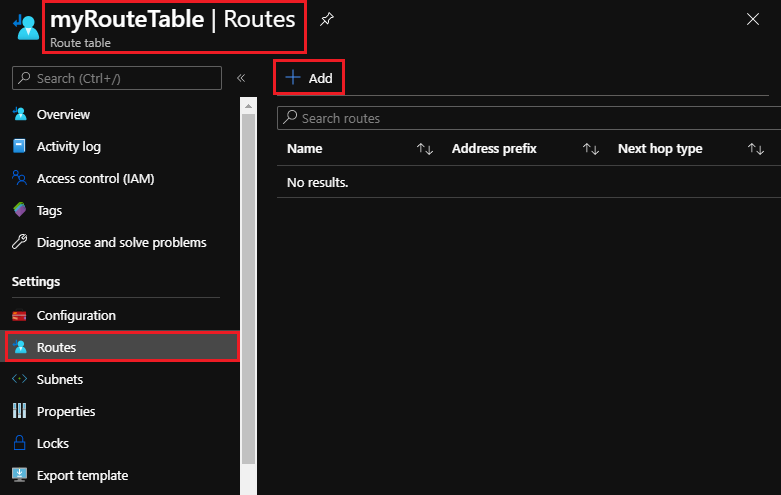 myRouteTable | Routes
Route table
Search (Ctrl+/)
«
Overview
Activity log
Access control (IAM)
Tags
Diagnose and solve problems
Settings
Configuration
Routes
Subnets
Properties
Locks
Export template
+ Add
Search routes
Name Address prefix Next hop type
No results.